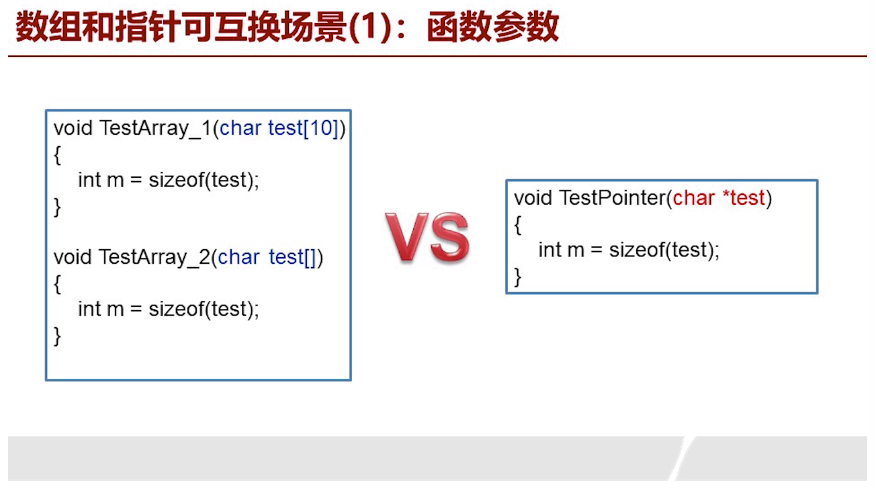 数组和指针可互换场景(1)：函数参数
void TestArray_1(char test[10])
{
int m = sizeof(test);
}
void TestArray_2(char test[])
{
int m = sizeof(test);
}
VS
void TestPointer(char *test)
{
int m = sizeof(test);
}